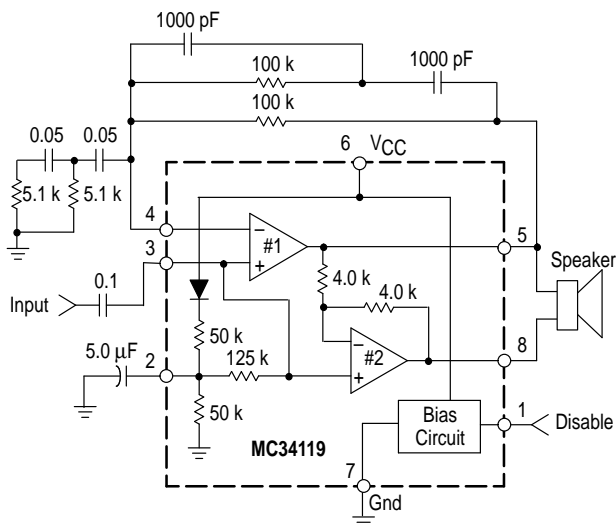 1000 pF
1000 pF
100 k
100 k
0.05
0.05
6
VCC
5.1 k
5.1 k
4
#1
5
3
Speaker
0.1
4.0 k
4.0 k
Input
50 k
5.0 µF
2
125 k
#2
8
50 k
Bias
Circuit
1
Disable
MC34119
7
Gnd
−
+
−
+